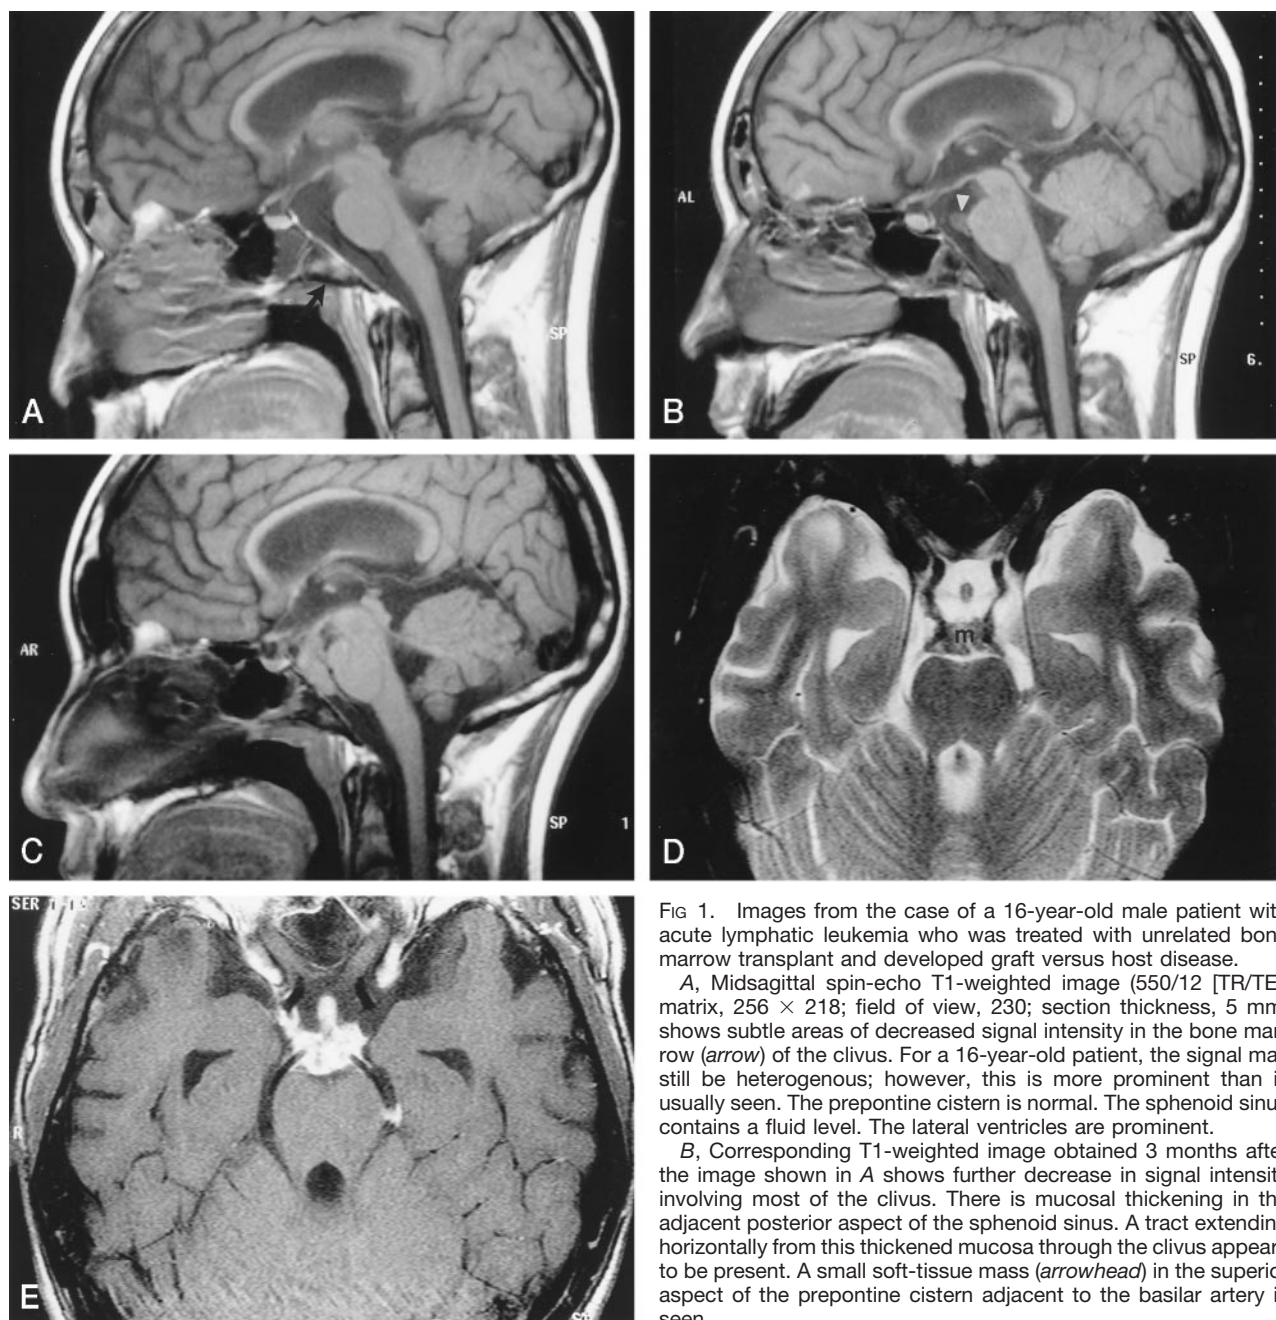 SP
A
AL
SP
6.
B
AR
SP
1
C
m
D
SER
R
E
FIG 1. Images from the case of a 16-year-old male patient wit
acute lymphatic leukemia who was treated with unrelated bon
marrow transplant and developed graft versus host disease.
A, Midsagittal spin-echo T1-weighted image (550/12 [TR/TE
matrix, 256 × 218; field of view, 230; section thickness, 5 mm
shows subtle areas of decreased signal intensity in the bone mar
row (arrow) of the clivus. For a 16-year-old patient, the signal ma
still be heterogenous; however, this is more prominent than i
usually seen. The prepontine cistern is normal. The sphenoid sinu
contains a fluid level. The lateral ventricles are prominent.
B, Corresponding T1-weighted image obtained 3 months afte
the image shown in A shows further decrease in signal intensit
involving most of the clivus. There is mucosal thickening in th
adjacent posterior aspect of the sphenoid sinus. A tract extendin
horizontally from this thickened mucosa through the clivus appear
to be present. A small soft-tissue mass (arrowhead) in the superio
aspect of the prepontine cistern adjacent to the basilar artery i
seen